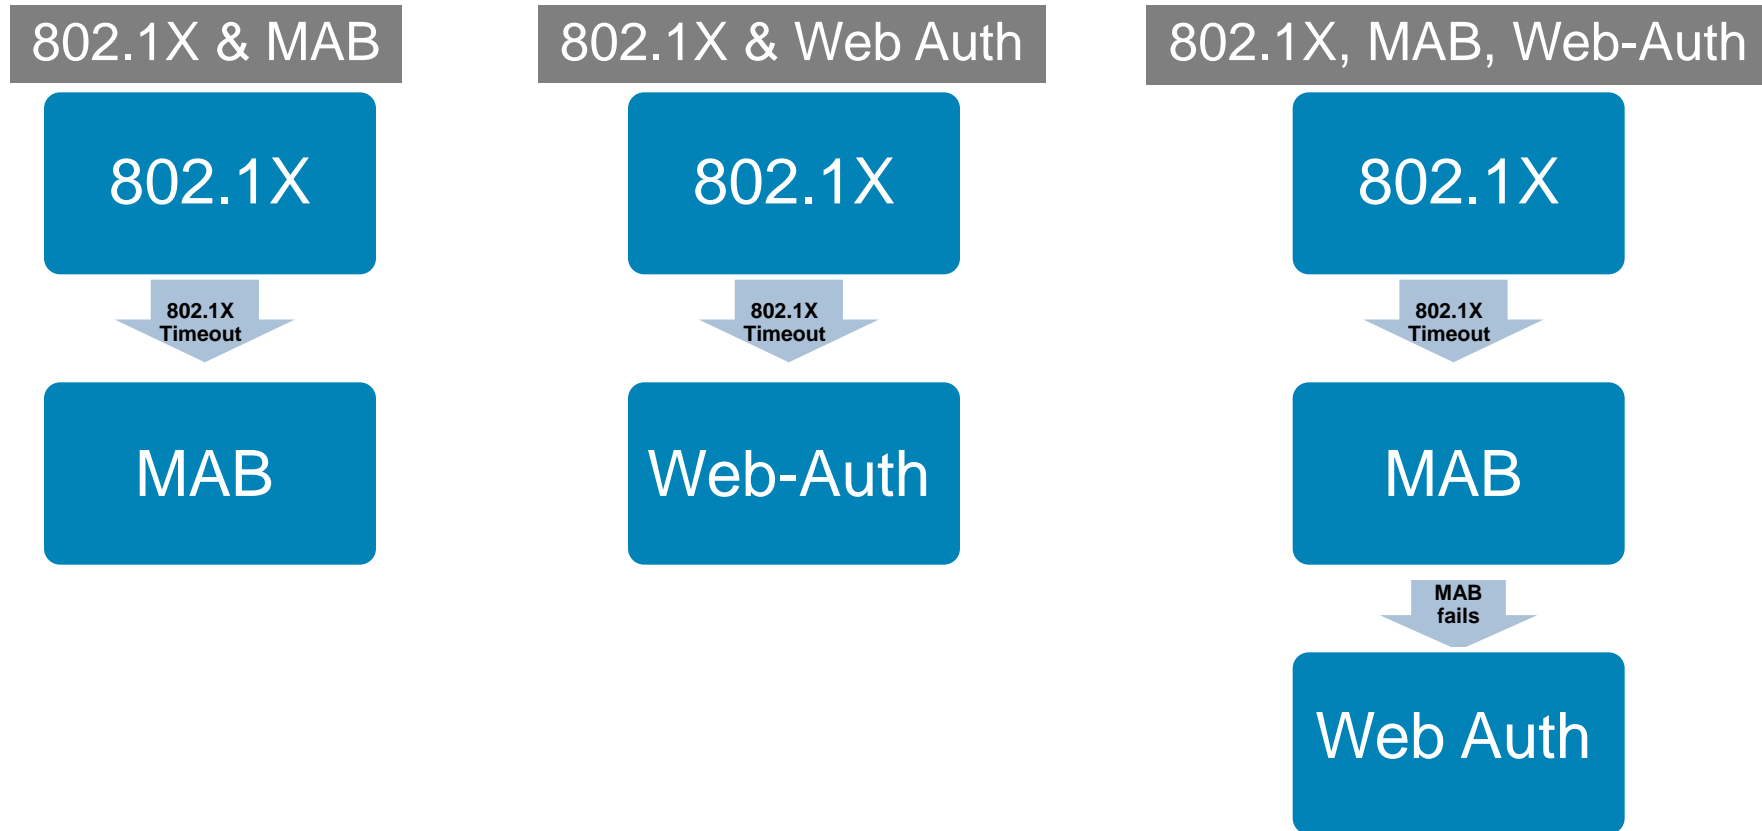 802.1X & MAB
802.1X
802.1X
Timeout
MAB
802.1X & Web Auth
802.1X
802.1X
Timeout
Web-Auth
802.1X, MAB, Web-Auth
802.1X
802.1X
Timeout
MAB
MAB
fails
Web Auth